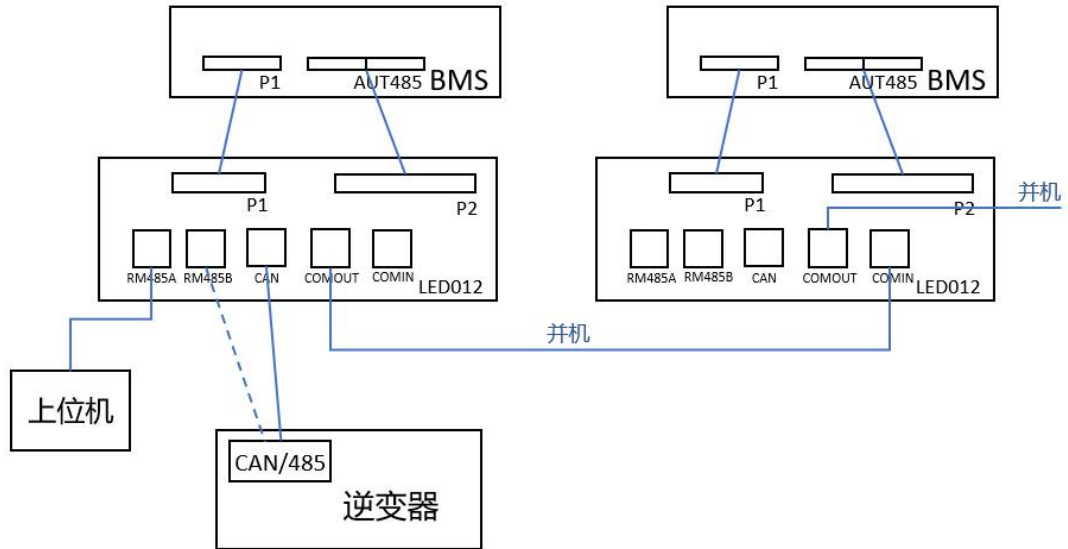 P1
AUT485
BMS
P1
AUT485
BMS
P1
P2
P1
P2
并机
RM485A
RM485B
CAN
COMOUT
COMIN
LED012
RM485A
RM485B
CAN
COMOUT
COMIN
LED012
并机
上位机
CAN/485
逆变器